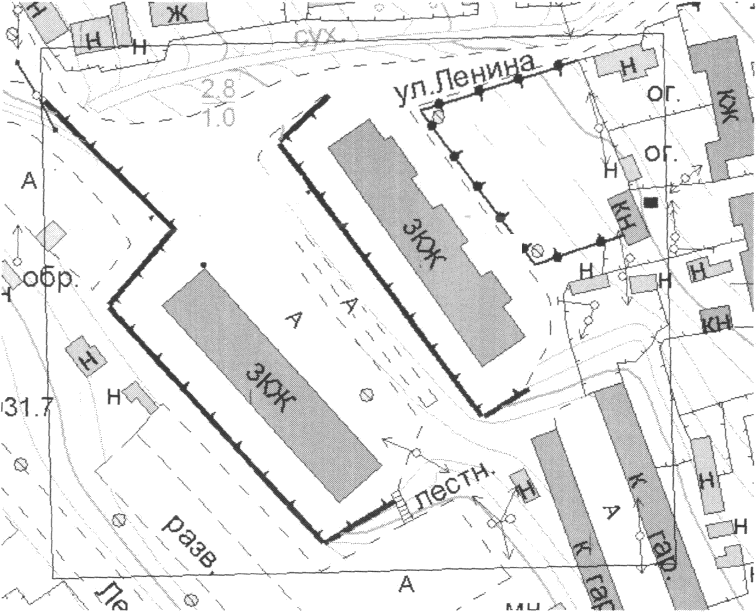 Н
Ж
Н
Н
сух.
2.8
1.0
ул.Ленина
Н
ог.
КЖ
ог.
Н
А
КН
3КЖ
обр.
А
А
Н
Н
Н
КН
Н
3КЖ
Н
31.7
лестн.
Н
Н
К
А
разв.
гар.
Н
К
гар
А
Ле
мн